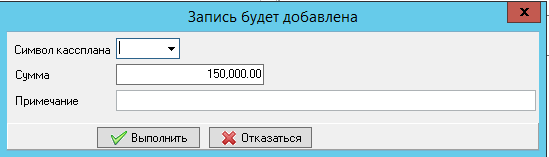 Запись будет добавлена
Символ кассплана
Сумма 150,000.00
Примечание
Выполнить Отказаться